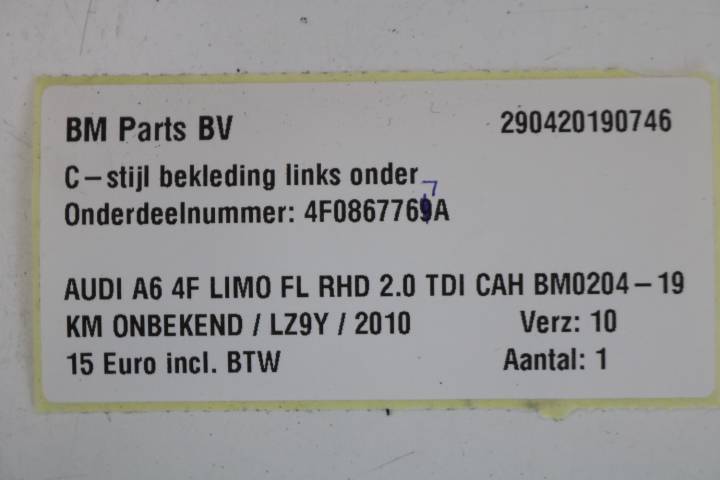 BM Parts BV 290420190746
C-stijl bekleding links onder
7
Onderdeelnummer: 4F0867769A
AUDI A6 4F LIMO FL RHD 2.0 TDI CAH BM0204-19
KM ONBEKEND / LZ9Y / 2010 Verz: 10
15 Euro incl. BTW Aantal: 1